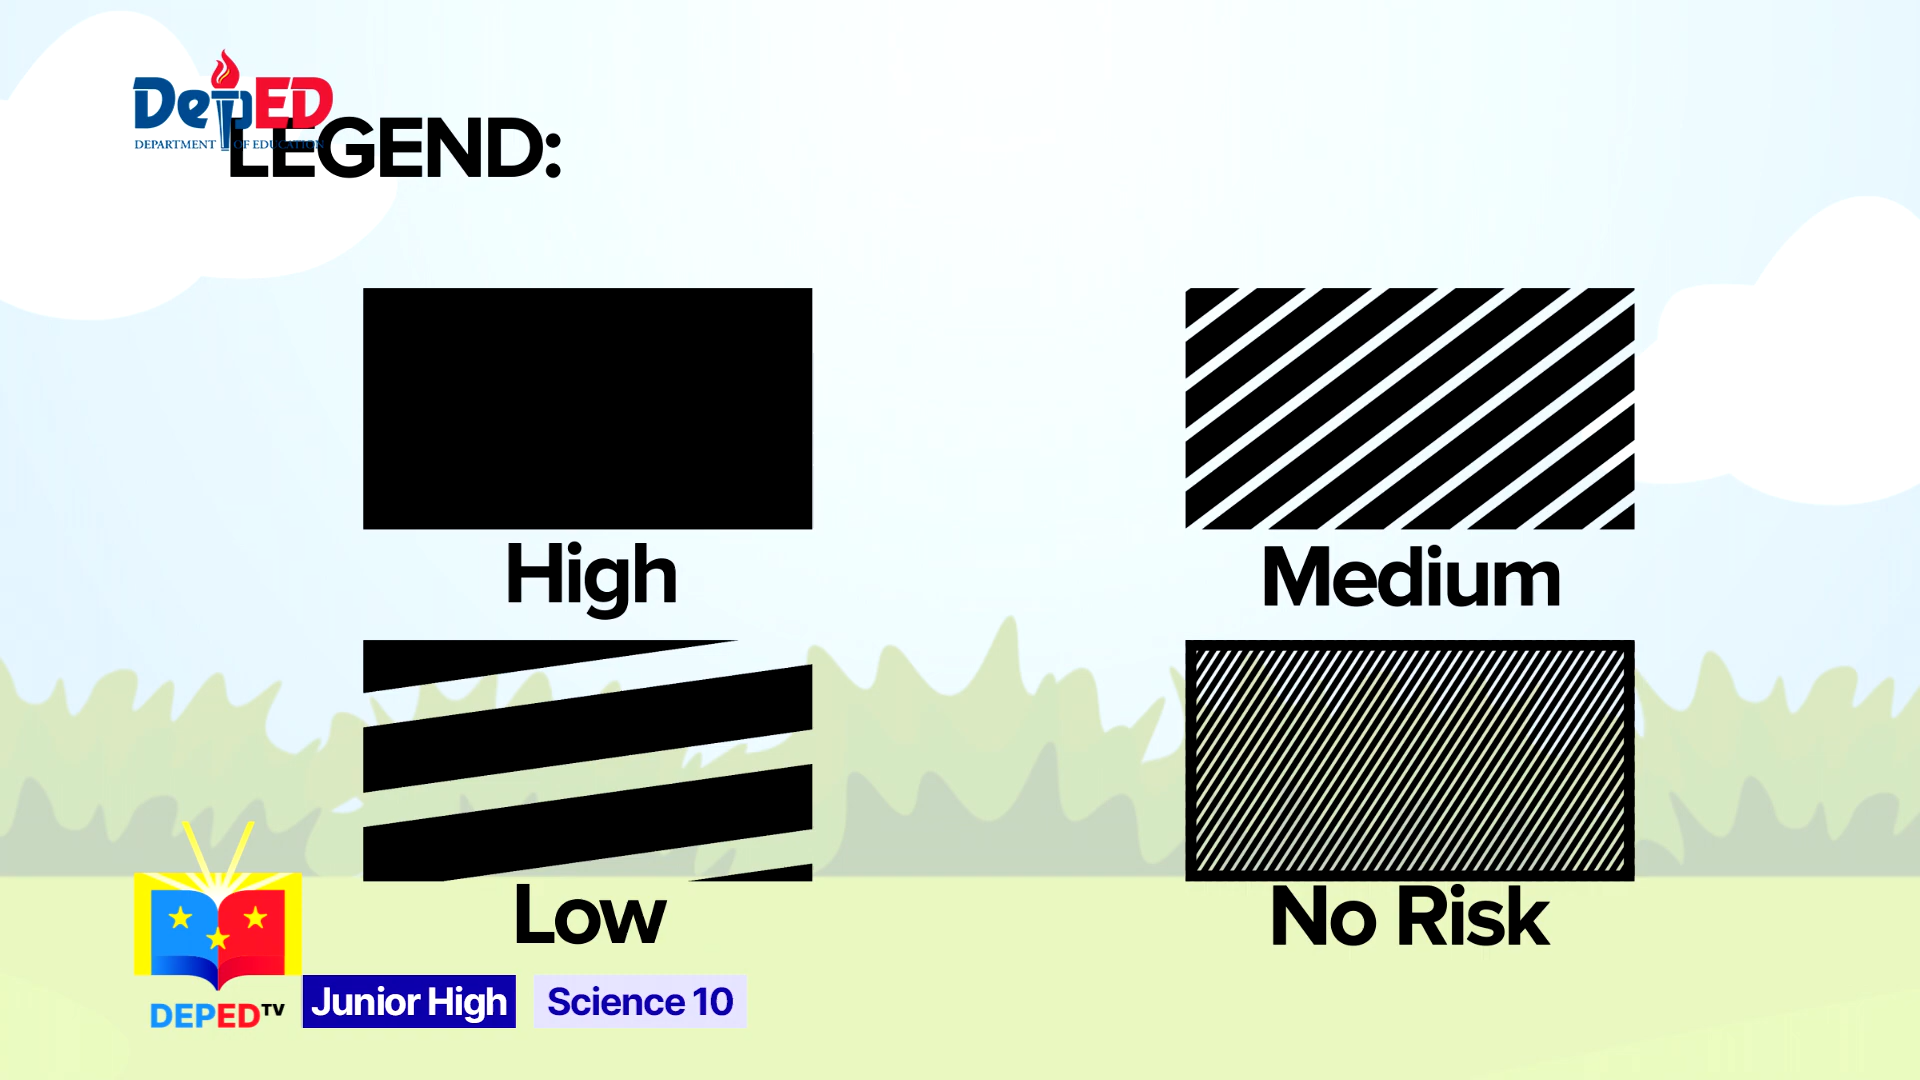 DepED
DEPARTMENT OF EDUCATION
LEGEND:
High
Medium
Low
No Risk
DEPED TV
Junior High
Science 10